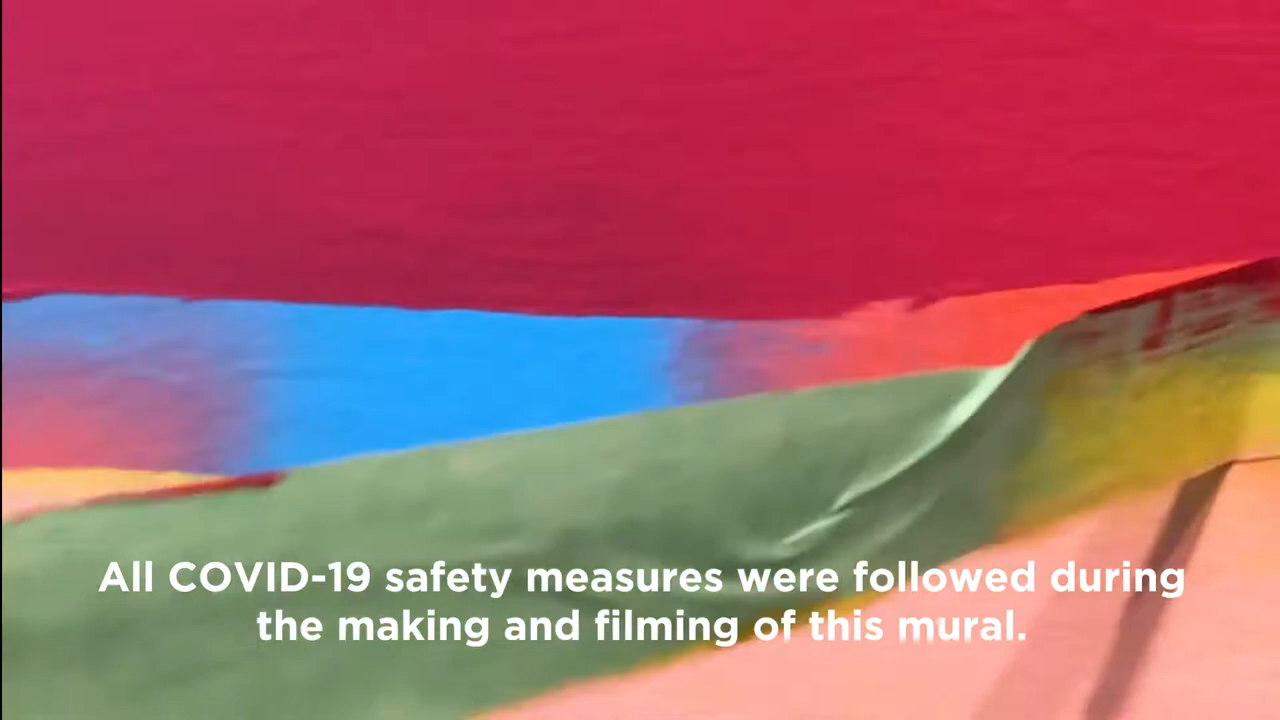 All COVID-19 safety measures were followed during
the making and filming of this mural.